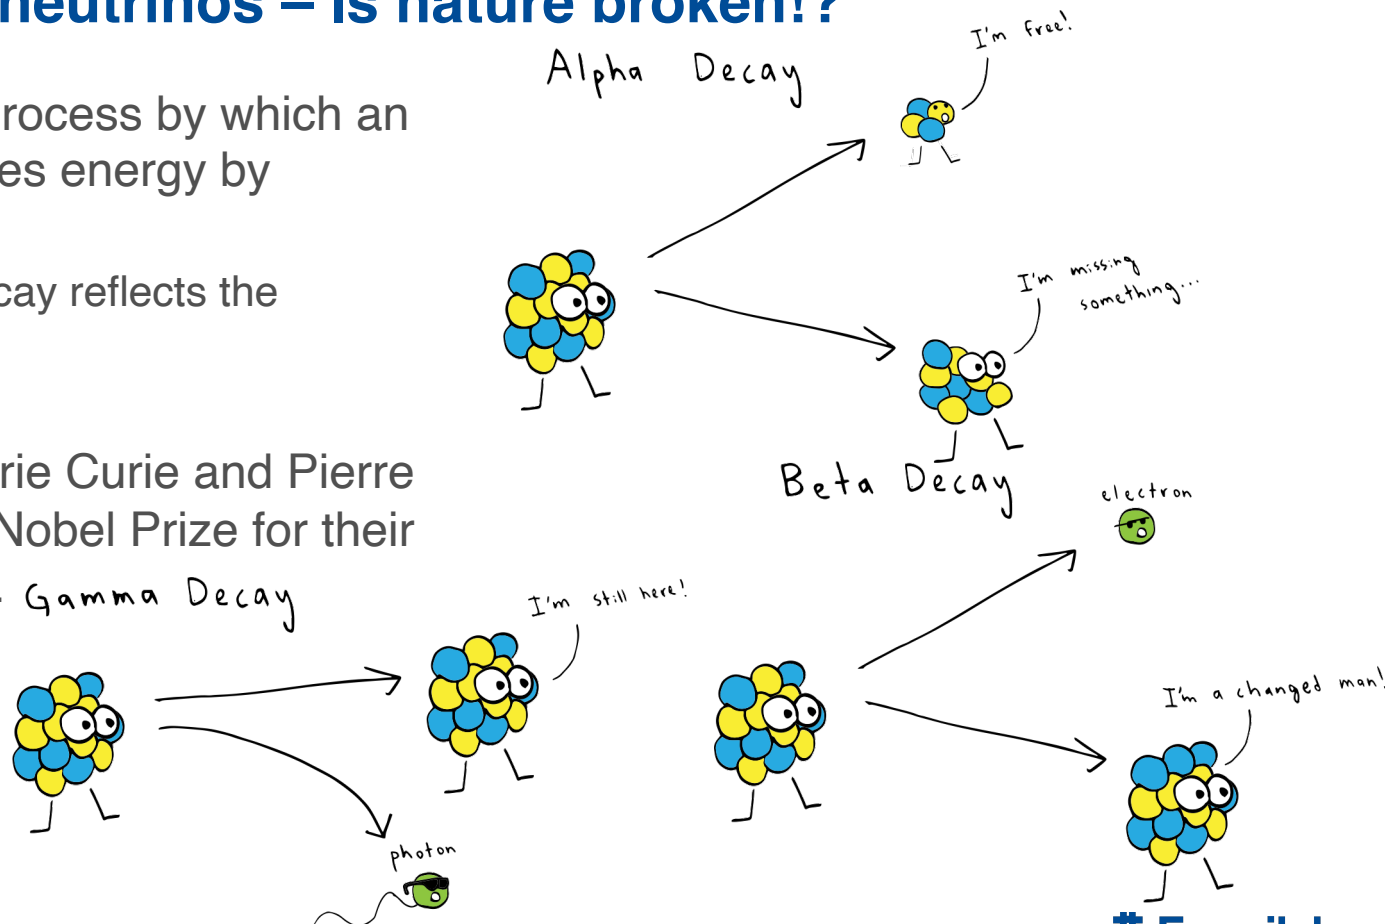 neutrinos – is nature broken!?
rocess by which an
es energy by
cay reflects the
rie Curie and Pierre
Nobel Prize for their
Alpha Decay
I'm free!
I'm missing
something...
Beta Decay
electron
I'm a changed man!
Gamma Decay
I'm still here!
photon